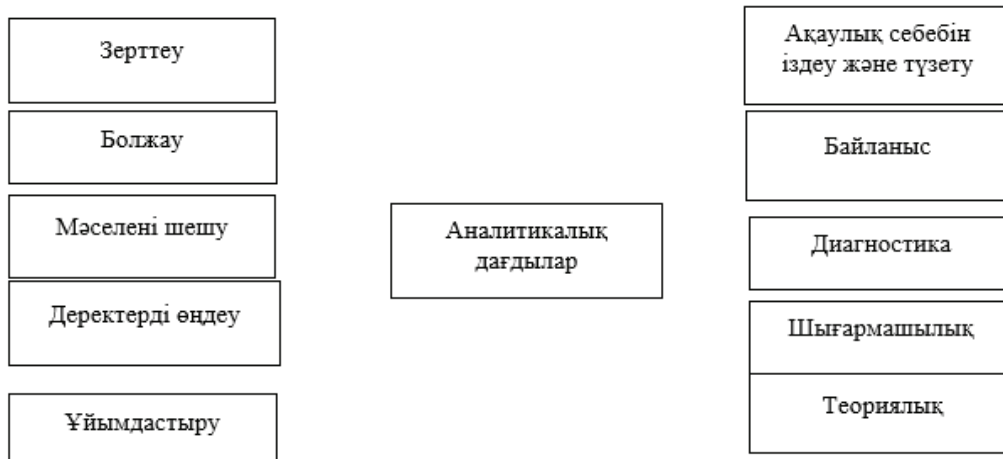 Зерттеу
Болжау
Мәселені шешу
Деректерді өңдеу
Ұйымдастыру
Аналитикалық
дағдылар
Ақаулық себебін
іздеу және түзету
Байланыс
Диагностика
Шығармашылық
Теориялық